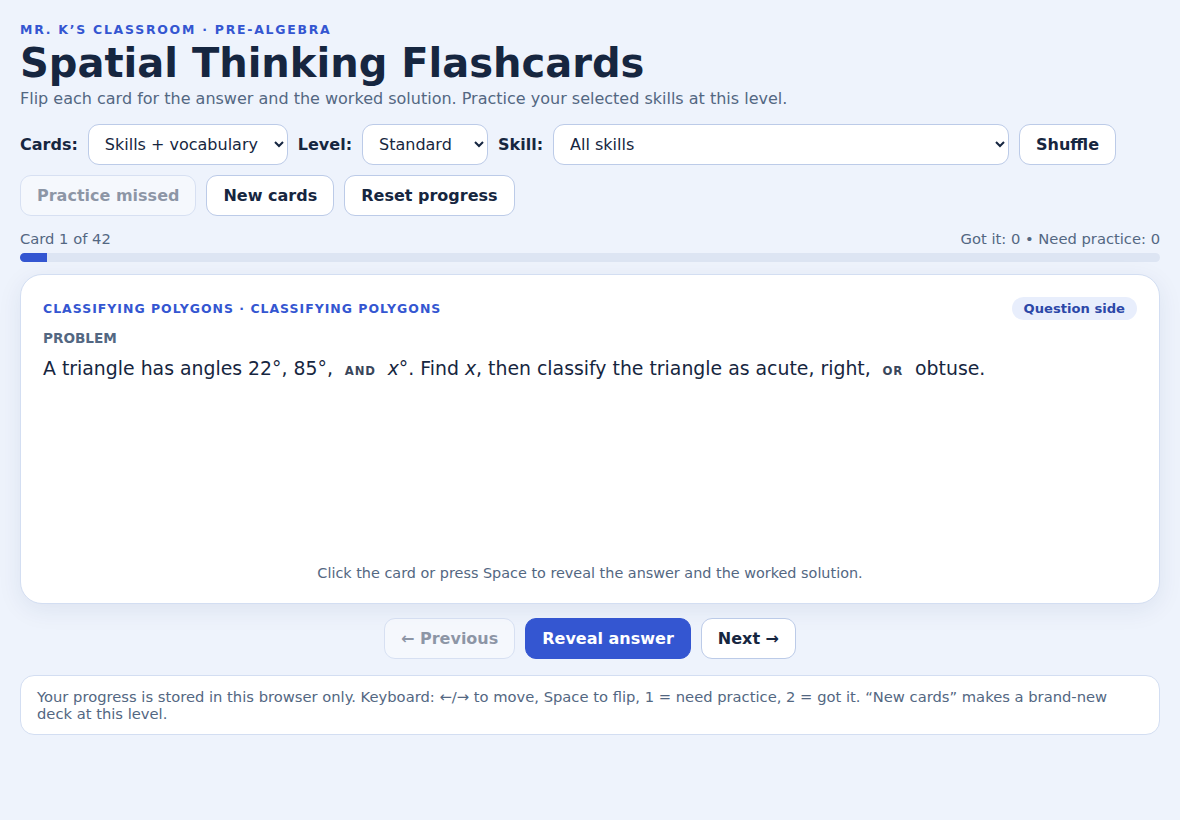 MR. K’S CLASSROOM · PRE-ALGEBRA
Spatial Thinking Flashcards
Flip each card for the answer and the worked solution. Practice your selected skills at this level.
Cards: Skills + vocabulary Level: Standard Skill: All skills Shuffle
Practice missed New cards Reset progress
Card 1 of 42 Got it: 0 • Need practice: 0
CLASSIFYING POLYGONS · CLASSIFYING POLYGONS Question side
PROBLEM
A triangle has angles 22°, 85°, AND x°. Find x, then classify the triangle as acute, right, OR obtuse.
Click the card or press Space to reveal the answer and the worked solution.
← Previous Reveal answer Next →
Your progress is stored in this browser only. Keyboard: ←/→ to move, Space to flip, 1 = need practice, 2 = got it. “New cards” makes a brand-new
deck at this level.